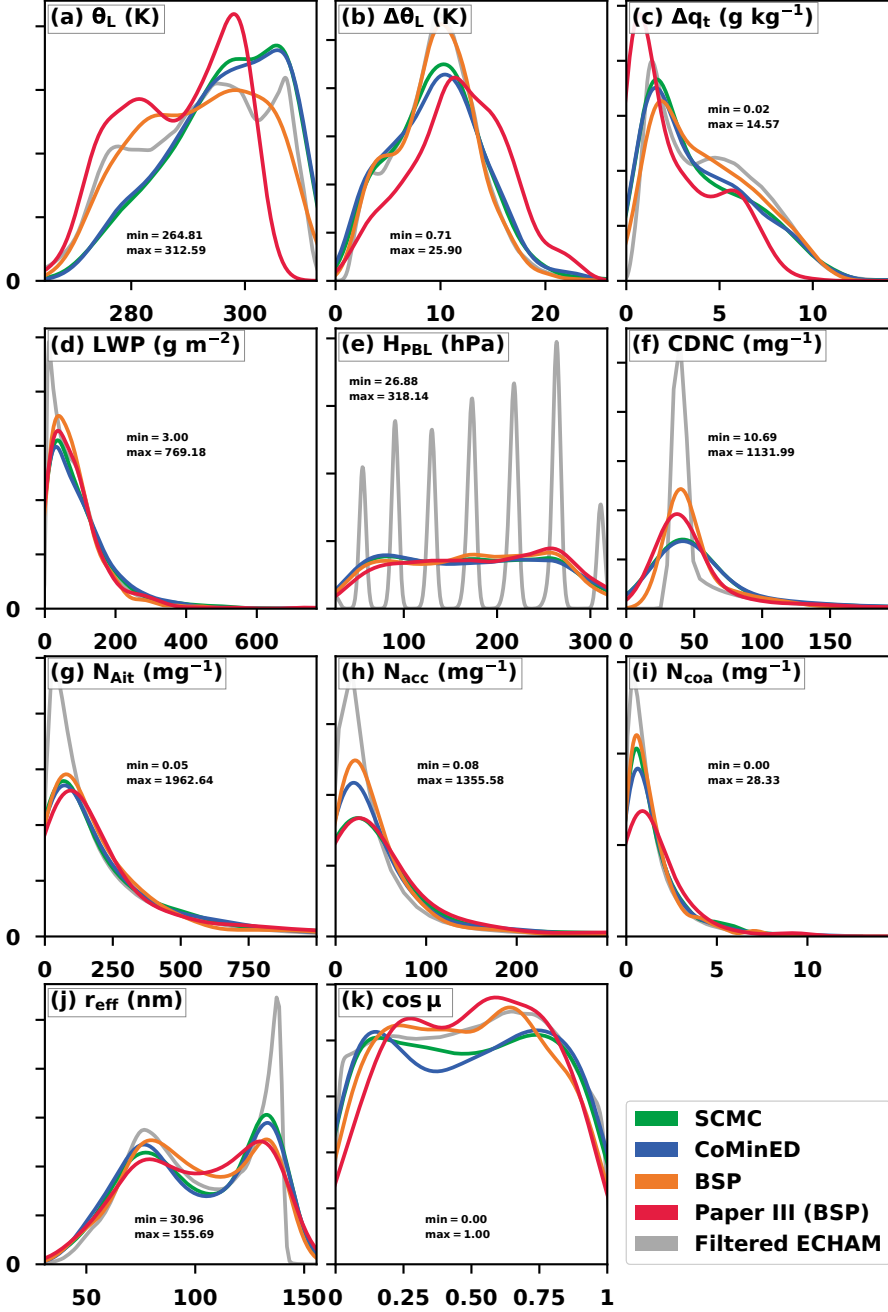 (a) θL (K)
(b) ΔθL (K)
(c) Δqt (g kg−1)
min = 264.81
max = 312.59
min = 0.71
max = 25.90
min = 0.02
max = 14.57
0
280 300
0 10 20
0 5 10
(d) LWP (g m−2)
(e) HPBL (hPa)
(f) CDNC (mg−1)
min = 3.00
max = 769.18
min = 26.88
max = 318.14
min = 10.69
max = 1131.99
0
0 200 400 600
100 200 300
0 50 100 150
(g) NAit (mg−1)
(h) Nacc (mg−1)
(i) Ncoa (mg−1)
min = 0.05
max = 1962.64
min = 0.08
max = 1355.58
min = 0.00
max = 28.33
0
0 250 500 750
0 100 200
0 5 10
(j) reff (nm)
(k) cos μ
min = 30.96
max = 155.69
min = 0.00
max = 1.00
0
50 100 150
0 0.25 0.50 0.75 1
SCMC
CoMinED
BSP
Paper III (BSP)
Filtered ECHAM